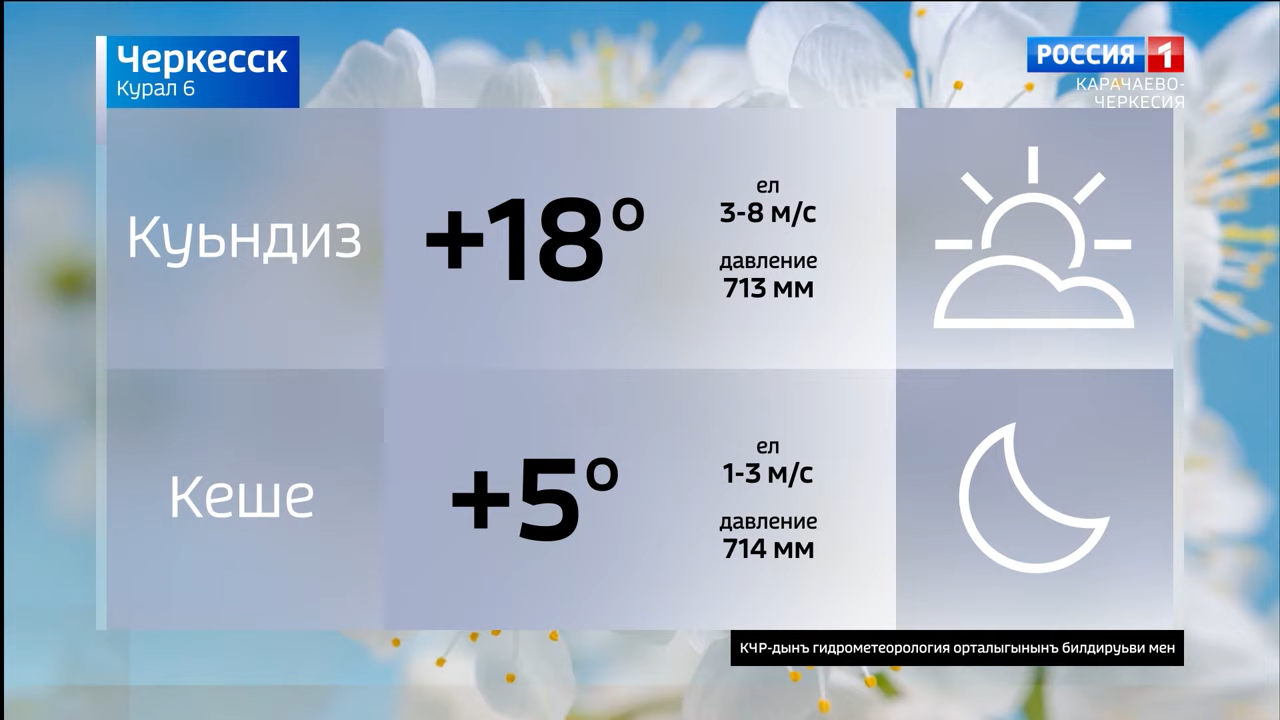 Черкесск
Курал 6
РОССИЯ 1
КАРАЧАЕВО-
ЧЕРКЕСИЯ
Куьндиз
+18°
ел
3-8 м/с
давление
713 мм
Кеше
+5°
ел
1-3 м/с
давление
714 мм
КЧР-дынъ гидрометеорология орталыгынынъ билдируьви мен